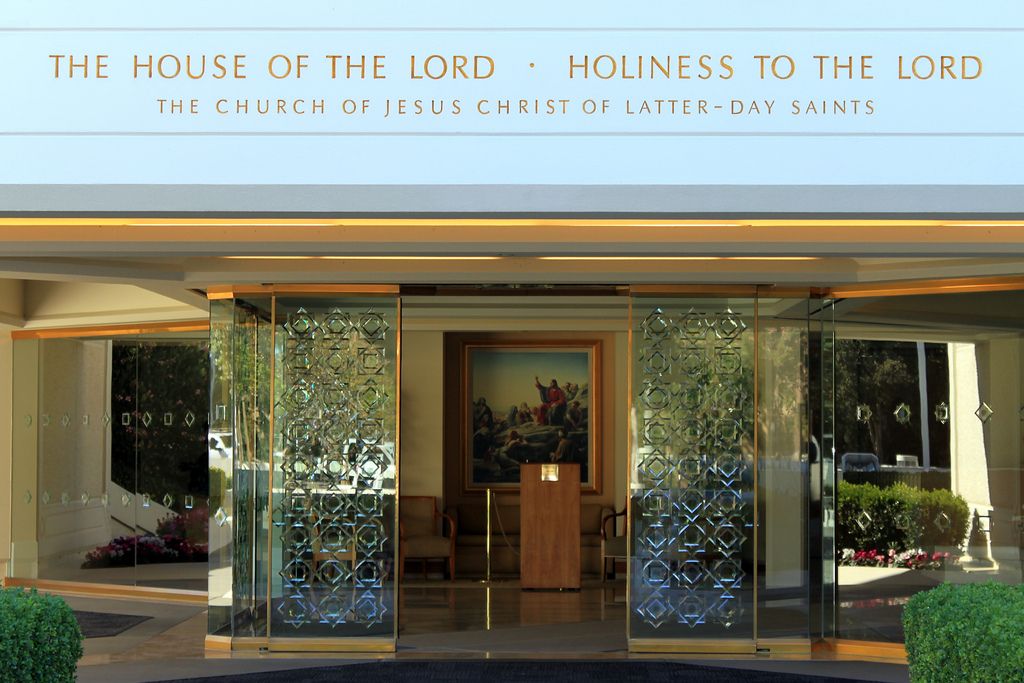 THE HOUSE OF THE LORD · HOLINESS TO THE LORD
THE CHURCH OF JESUS CHRIST OF LATTER-DAY SAINTS